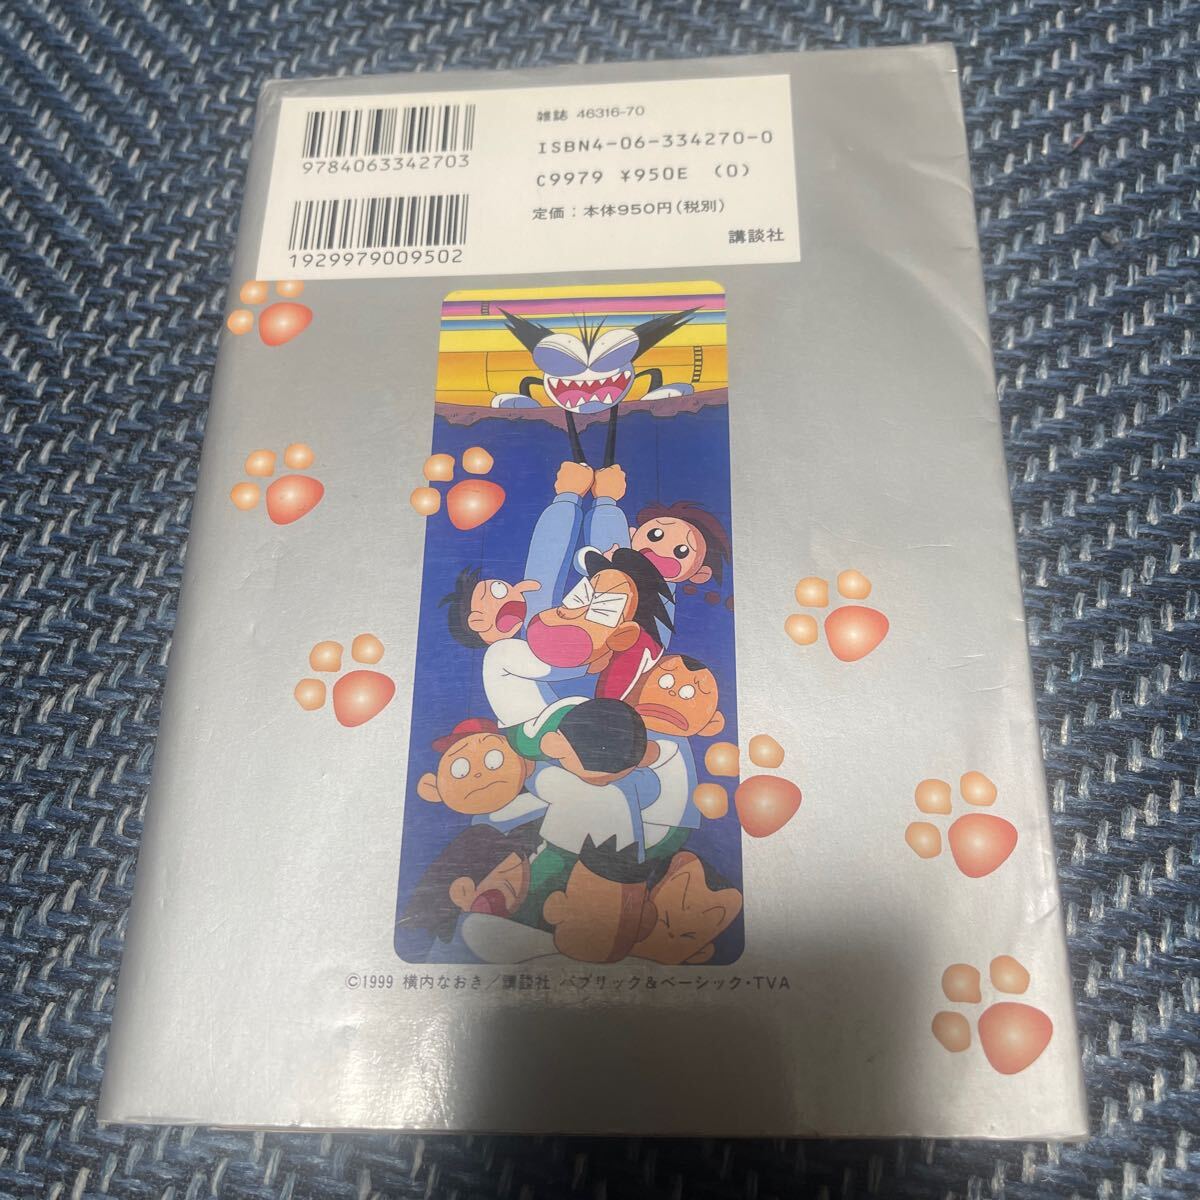 9784063342703
1929979009502
雑誌 46316-70
ISBN4-06-334270-0
C9979 ¥950E (0)
定価：本体950円（税別）
講談社
©1999 横内なおき／講談社 パブリック＆ベーシック・TVA